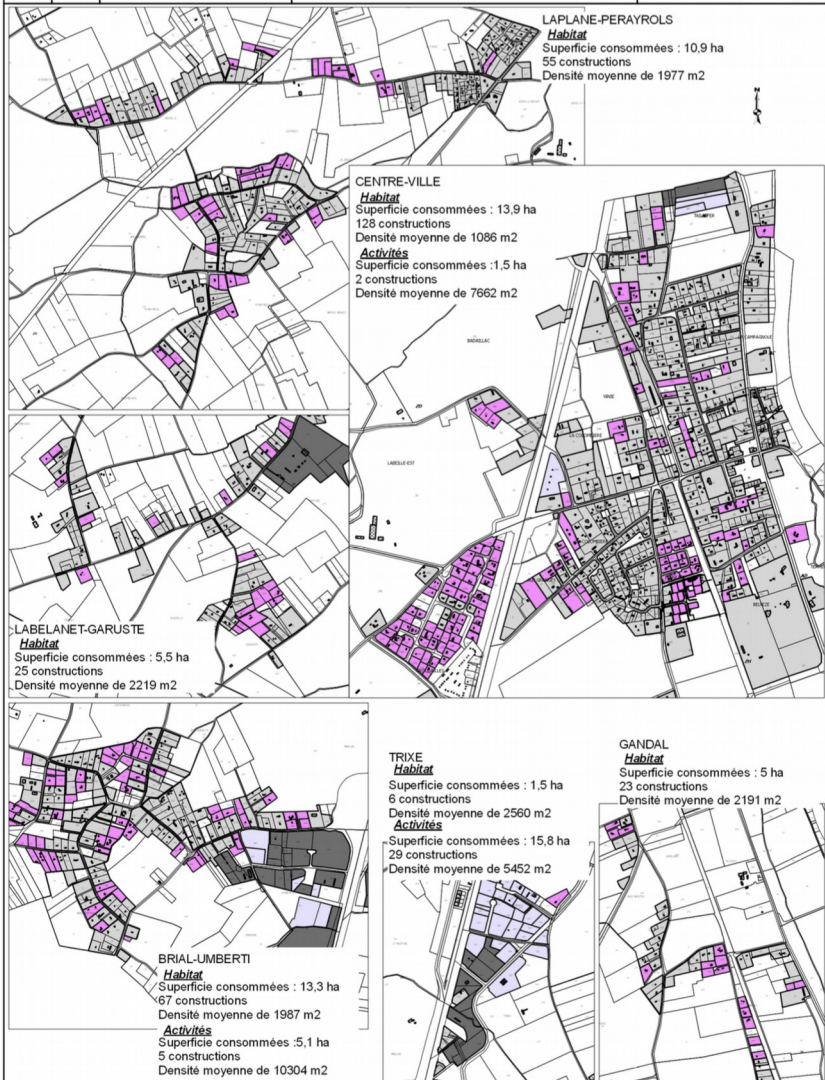 LAPLANE-PERAYROLS
Habitat
Superficie consommées : 10,9 ha
55 constructions
Densité moyenne de 1977 m2
CENTRE-VILLE
Habitat
Superficie consommées : 13,9 ha
128 constructions
Densité moyenne de 1086 m2
Activités
Superficie consommées :1,5 ha
2 constructions
Densité moyenne de 7662 m2
BADAILLAC
LABEILLE-EST
LABELANET-GARUSTE
Habitat
Superficie consommées : 5,5 ha
25 constructions
Densité moyenne de 2219 m2
TRIXE
Habitat
Superficie consommées : 1,5 ha
6 constructions
Densité moyenne de 2560 m2
Activités
Superficie consommées : 15,8 ha
29 constructions
Densité moyenne de 5452 m2
GANDAL
Habitat
Superficie consommées : 5 ha
23 constructions
Densité moyenne de 2191 m2
BRIAL-UMBERTI
Habitat
Superficie consommées : 13,3 ha
67 constructions
Densité moyenne de 1987 m2
Activités
Superficie consommées :5,1 ha
5 constructions
Densité moyenne de 10304 m2